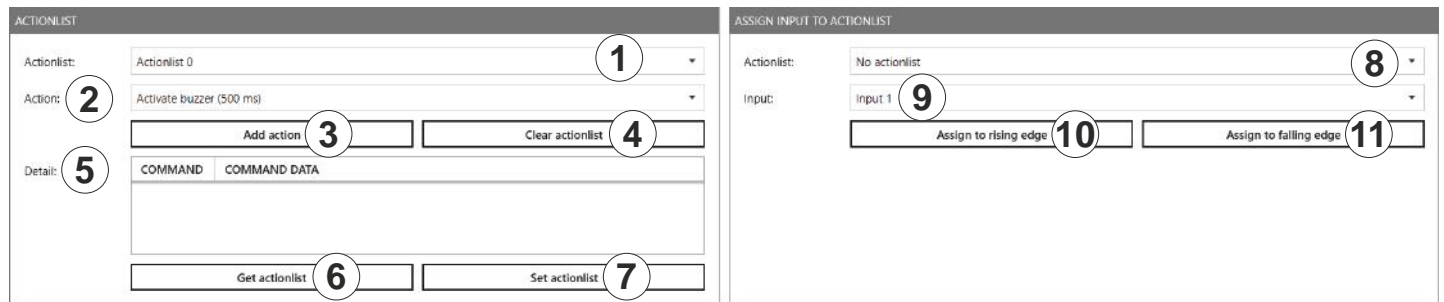 ACTIONLIST
Actionlist: Actionlist 0 1
Action: 2 Activate buzzer (500 ms)
Add action 3 Clear actionlist 4
Detail: 5 COMMAND COMMAND DATA
Get actionlist 6 Set actionlist 7
ASSIGN INPUT TO ACTIONLIST
Actionlist: No actionlist 8
Input: Input 1 9
Assign to rising edge 10 Assign to falling edge 11